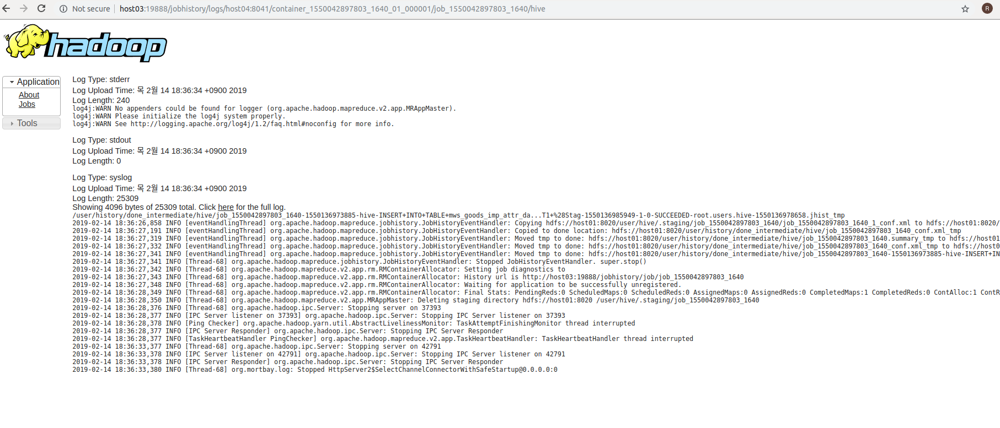 Not secure | host03:19888/jobhistory/logs/host04:8041/container_1550042897803_1640_01_000001/job_1550042897803_1640/hive
R
hadoop
Application
About
Jobs
Tools
Log Type: stderr
Log Upload Time: 목 2월 14 18:36:34 +0900 2019
Log Length: 240
log4j:WARN No appenders could be found for logger (org.apache.hadoop.mapreduce.v2.app.MRAppMaster).
log4j:WARN Please initialize the log4j system properly.
log4j:WARN See http://logging.apache.org/log4j/1.2/faq.html#noconfig for more info.
Log Type: stdout
Log Upload Time: 목 2월 14 18:36:34 +0900 2019
Log Length: 0
Log Type: syslog
Log Upload Time: 목 2월 14 18:36:34 +0900 2019
Log Length: 25309
Showing 4096 bytes of 25309 total. Click here for the full log.
/user/history/done_intermediate/hive/job_1550042897803_1640-1550136973885-hive-INSERT+INTO+TABLE+mws_goods_imp_attr_da...T1+%28Stag-1550136985949-1-0-SUCCEEDED-root.users.hive-1550136978658.jhist_tmp
2019-02-14 18:36:26,858 INFO [eventHandlingThread] org.apache.hadoop.mapreduce.jobhistory.JobHistoryEventHandler: Copying hdfs://host01:8020/user/hive/.staging/job_1550042897803_1640/job_1550042897803_1640_1_conf.xml to hdfs://host01:8020/
2019-02-14 18:36:27,191 INFO [eventHandlingThread] org.apache.hadoop.mapreduce.jobhistory.JobHistoryEventHandler: Copied to done location: hdfs://host01:8020/user/history/done_intermediate/hive/job_1550042897803_1640_conf.xml_tmp
2019-02-14 18:36:27,319 INFO [eventHandlingThread] org.apache.hadoop.mapreduce.jobhistory.JobHistoryEventHandler: Moved tmp to done: hdfs://host01:8020/user/history/done_intermediate/hive/job_1550042897803_1640.summary_tmp to hdfs://host01
2019-02-14 18:36:27,332 INFO [eventHandlingThread] org.apache.hadoop.mapreduce.jobhistory.JobHistoryEventHandler: Moved tmp to done: hdfs://host01:8020/user/history/done_intermediate/hive/job_1550042897803_1640_conf.xml_tmp to hdfs://host0
2019-02-14 18:36:27,341 INFO [eventHandlingThread] org.apache.hadoop.mapreduce.jobhistory.JobHistoryEventHandler: Moved tmp to done: hdfs://host01:8020/user/history/done_intermediate/hive/job_1550042897803_1640-1550136973885-hive-INSERT+IN
2019-02-14 18:36:27,341 INFO [Thread-68] org.apache.hadoop.mapreduce.jobhistory.JobHistoryEventHandler: Stopped JobHistoryEventHandler. super.stop()
2019-02-14 18:36:27,342 INFO [Thread-68] org.apache.hadoop.mapreduce.v2.app.rm.RMContainerAllocator: Setting job diagnostics to
2019-02-14 18:36:27,343 INFO [Thread-68] org.apache.hadoop.mapreduce.v2.app.rm.RMContainerAllocator: History url is http://host03:19888/jobhistory/job/job_1550042897803_1640
2019-02-14 18:36:27,348 INFO [Thread-68] org.apache.hadoop.mapreduce.v2.app.rm.RMContainerAllocator: Waiting for application to be successfully unregistered.
2019-02-14 18:36:28,349 INFO [Thread-68] org.apache.hadoop.mapreduce.v2.app.rm.RMContainerAllocator: Final Stats: PendingReds:0 ScheduledMaps:0 ScheduledReds:0 AssignedMaps:0 AssignedReds:0 CompletedMaps:1 CompletedReds:0 ContAlloc:1 ContR
2019-02-14 18:36:28,350 INFO [Thread-68] org.apache.hadoop.mapreduce.v2.app.MRAppMaster: Deleting staging directory hdfs://host01:8020 /user/hive/.staging/job_1550042897803_1640
2019-02-14 18:36:28,376 INFO [Thread-68] org.apache.hadoop.ipc.Server: Stopping server on 37393
2019-02-14 18:36:28,377 INFO [IPC Server listener on 37393] org.apache.hadoop.ipc.Server: Stopping IPC Server listener on 37393
2019-02-14 18:36:28,378 INFO [Ping Checker] org.apache.hadoop.yarn.util.AbstractLivelinessMonitor: TaskAttemptFinishingMonitor thread interrupted
2019-02-14 18:36:28,377 INFO [IPC Server Responder] org.apache.hadoop.ipc.Server: Stopping IPC Server Responder
2019-02-14 18:36:28,377 INFO [TaskHeartbeatHandler PingChecker] org.apache.hadoop.mapreduce.v2.app.TaskHeartbeatHandler: TaskHeartbeatHandler thread interrupted
2019-02-14 18:36:33,377 INFO [Thread-68] org.apache.hadoop.ipc.Server: Stopping server on 42791
2019-02-14 18:36:33,378 INFO [IPC Server listener on 42791] org.apache.hadoop.ipc.Server: Stopping IPC Server listener on 42791
2019-02-14 18:36:33,378 INFO [IPC Server Responder] org.apache.hadoop.ipc.Server: Stopping IPC Server Responder
2019-02-14 18:36:33,380 INFO [Thread-68] org.mortbay.log: Stopped HttpServer2$SelectChannelConnectorWithSafeStartup@0.0.0.0:0